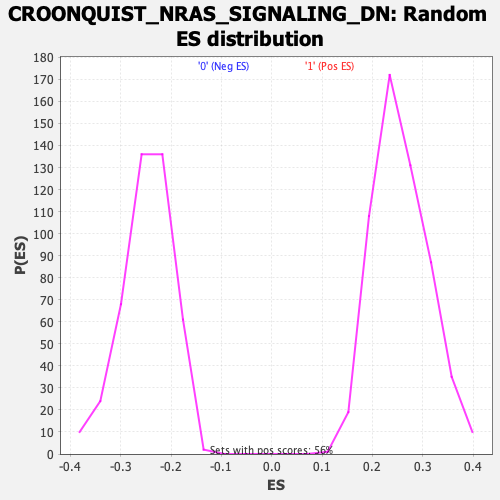 CROONQUIST_NRAS_SIGNALING_DN: Random
ES distribution
'0' (Neg ES)
'1' (Pos ES)
180
170
160
150
140
130
120
110
100
90
80
70
60
50
40
30
20
10
0
P(ES)
Sets with pos scores: 56%
-0.4 -0.3 -0.2 -0.1 0.0 0.1 0.2 0.3 0.4
ES